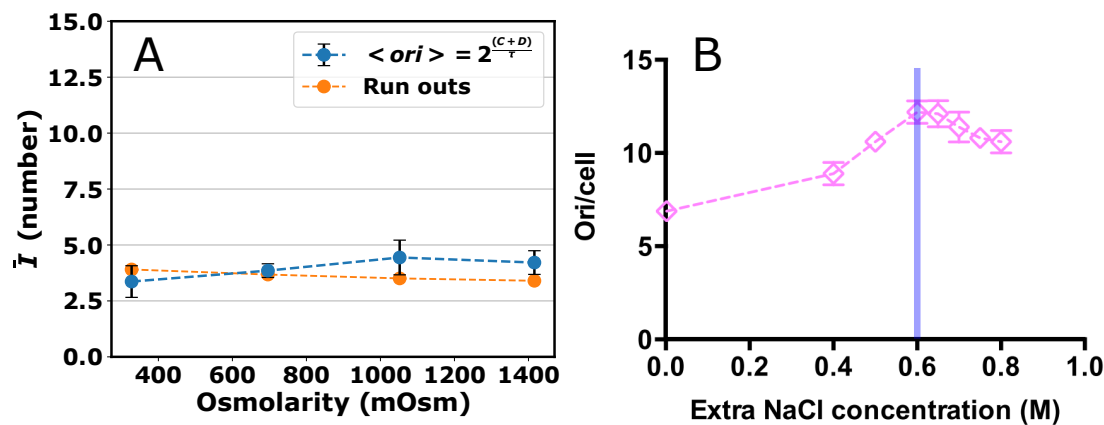 A
<ori> = 2^((C+D)/τ)
Run outs
15.0
12.5
10.0
7.5
5.0
2.5
0.0
Ī (number)
400 600 800 1000 1200 1400
Osmolarity (mOsm)
B
15
10
5
0
Ori/cell
0.0 0.2 0.4 0.6 0.8 1.0
Extra NaCl concentration (M)